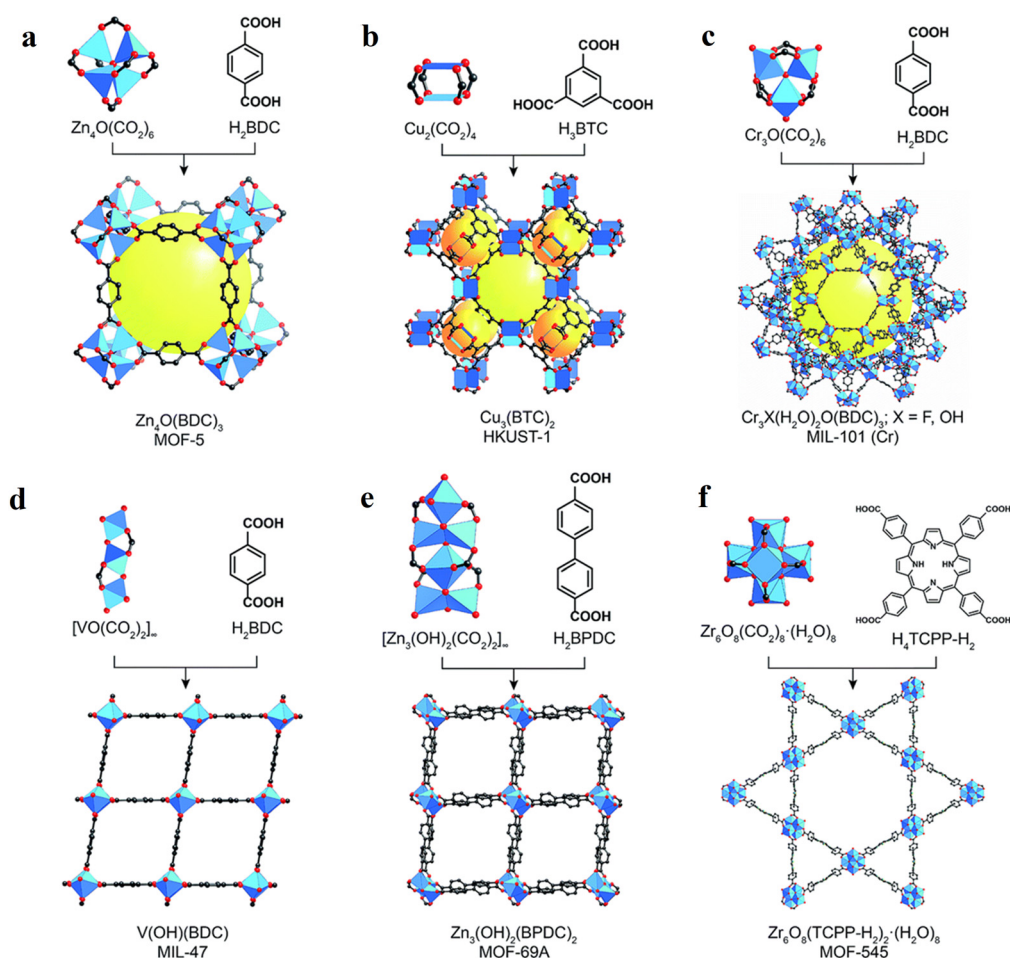 a
COOH
COOH
Zn₄O(CO₂)₆
H₂BDC
Zn₄O(BDC)₃
MOF-5
b
COOH
HOOC
COOH
Cu₂(CO₂)₄
H₃BTC
Cu₃(BTC)₂
HKUST-1
c
COOH
COOH
Cr₃O(CO₂)₆
H₂BDC
Cr₃X(H₂O)₂O(BDC)₃; X = F, OH
MIL-101 (Cr)
d
COOH
COOH
[VO(CO₂)₂]∞
H₂BDC
V(OH)(BDC)
MIL-47
e
COOH
COOH
[Zn₃(OH)₂(CO₂)₂]∞
H₂BPDC
Zn₃(OH)₂(BPDC)₂
MOF-69A
f
HOOC
COOH
N
NH
HN
N
HOOC
COOH
Zr₆O₈(CO₂)₈·(H₂O)₈
H₄TCPP-H₂
Zr₆O₈(TCPP-H₂)₂·(H₂O)₈
MOF-545